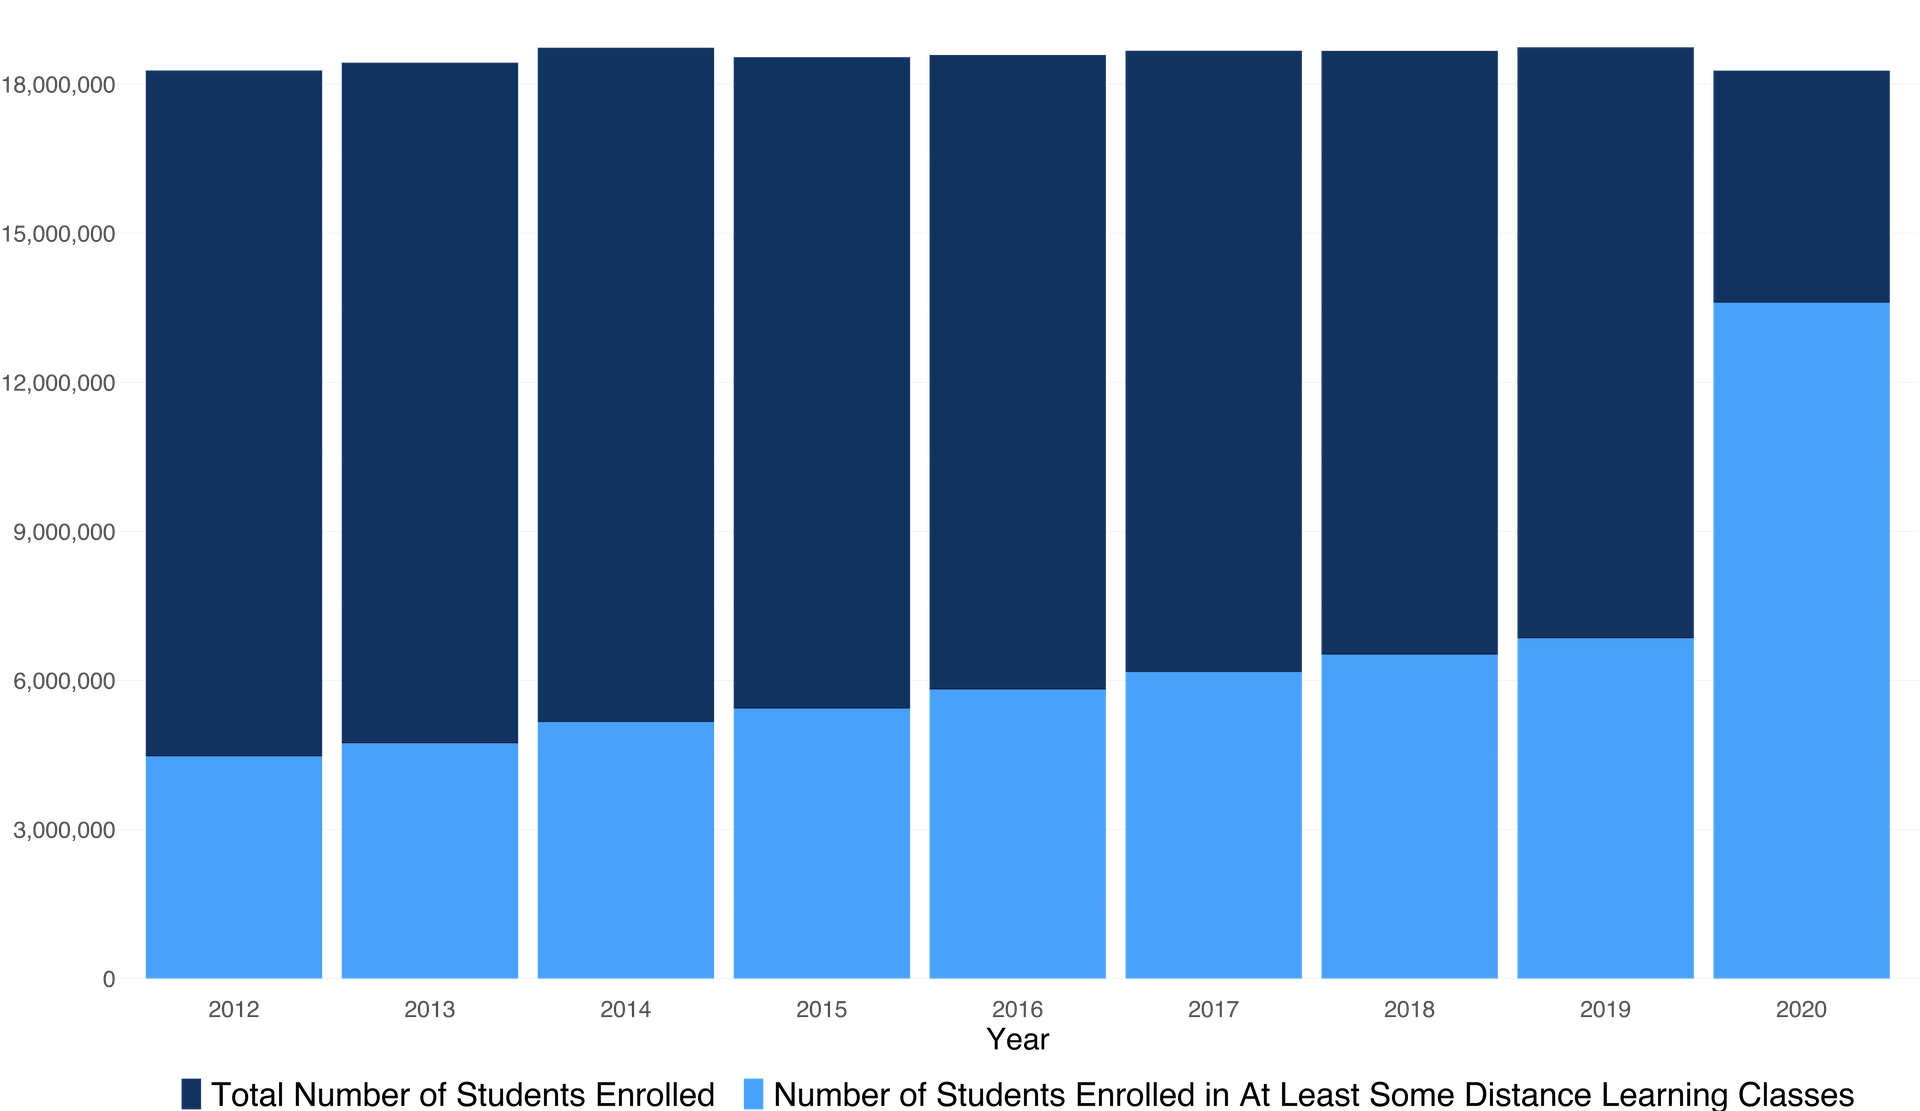 18,000,000
15,000,000
12,000,000
9,000,000
6,000,000
3,000,000
0
2012 2013 2014 2015 2016 2017 2018 2019 2020
Year
Total Number of Students Enrolled Number of Students Enrolled in At Least Some Distance Learning Classes